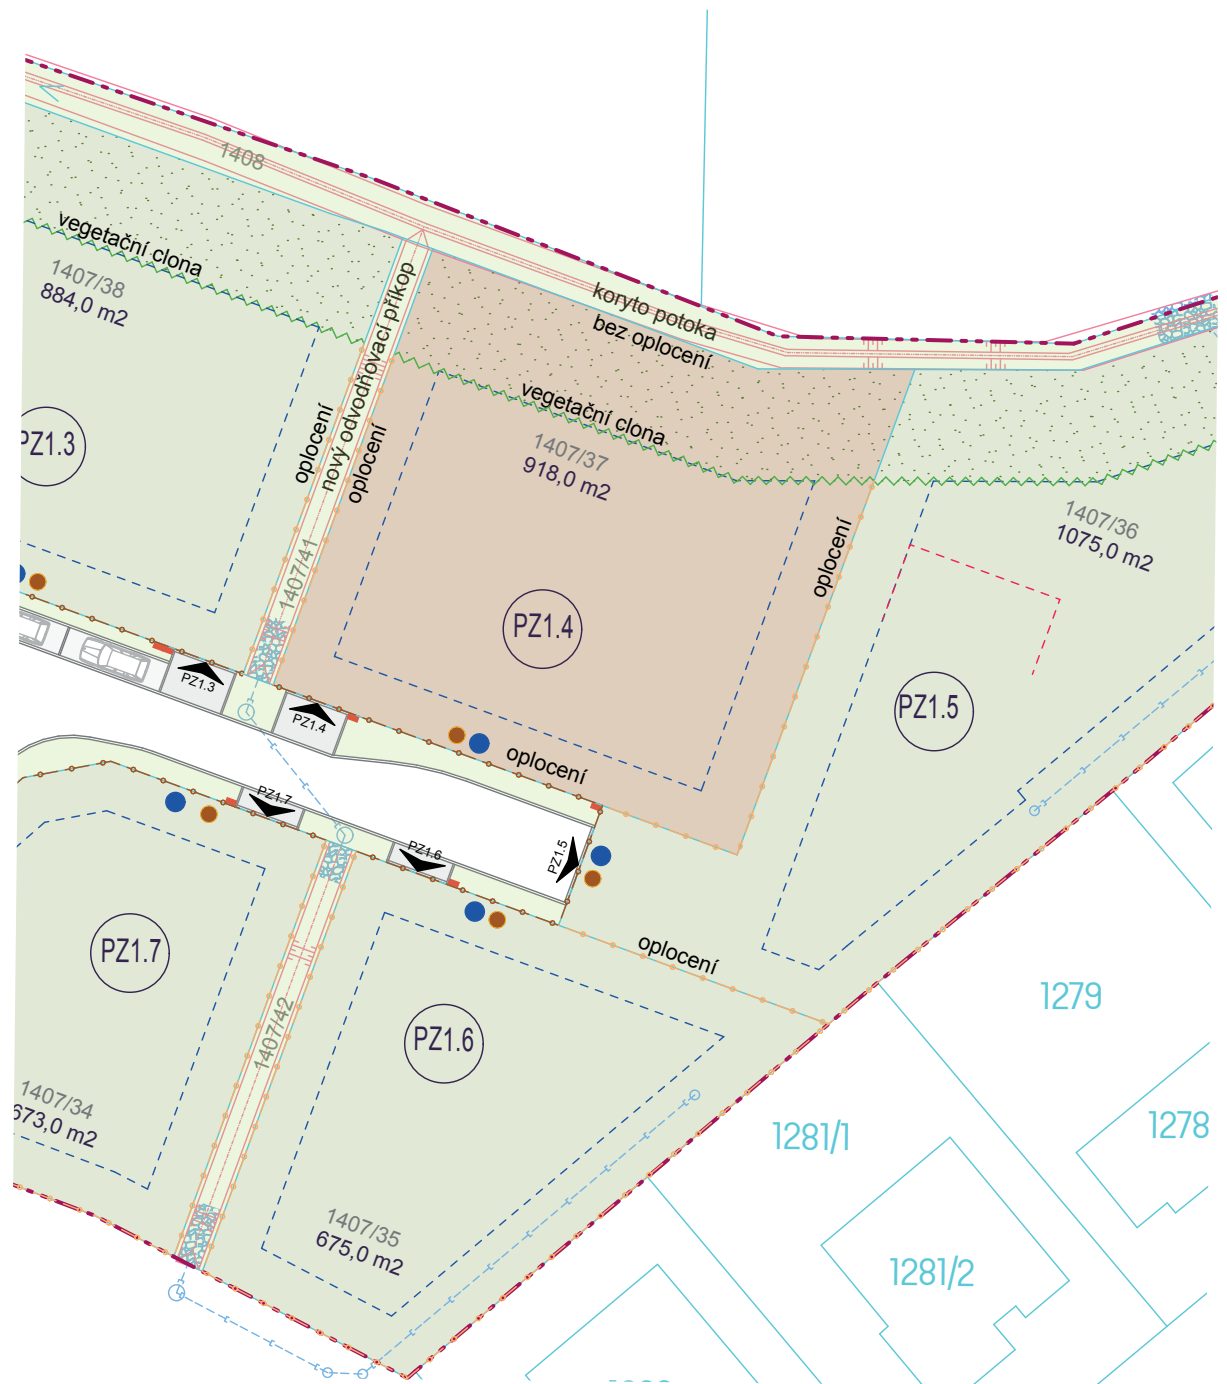 1408
vegetační clona
1407/38
884,0 m2
koryto potoka
bez oplocení
nový odvodňovací příkop
oplocení
oplocení
vegetační clona
1407/37
918,0 m2
PZ1.3
1407/36
1075,0 m2
oplocení
1407/41
PZ1.4
PZ1.3
PZ1.5
PZ1.4
oplocení
PZ1.7
PZ1.6
PZ1.5
PZ1.7
oplocení
1279
1407/42
PZ1.6
1407/34
673,0 m2
1281/1
1278
1407/35
675,0 m2
1281/2